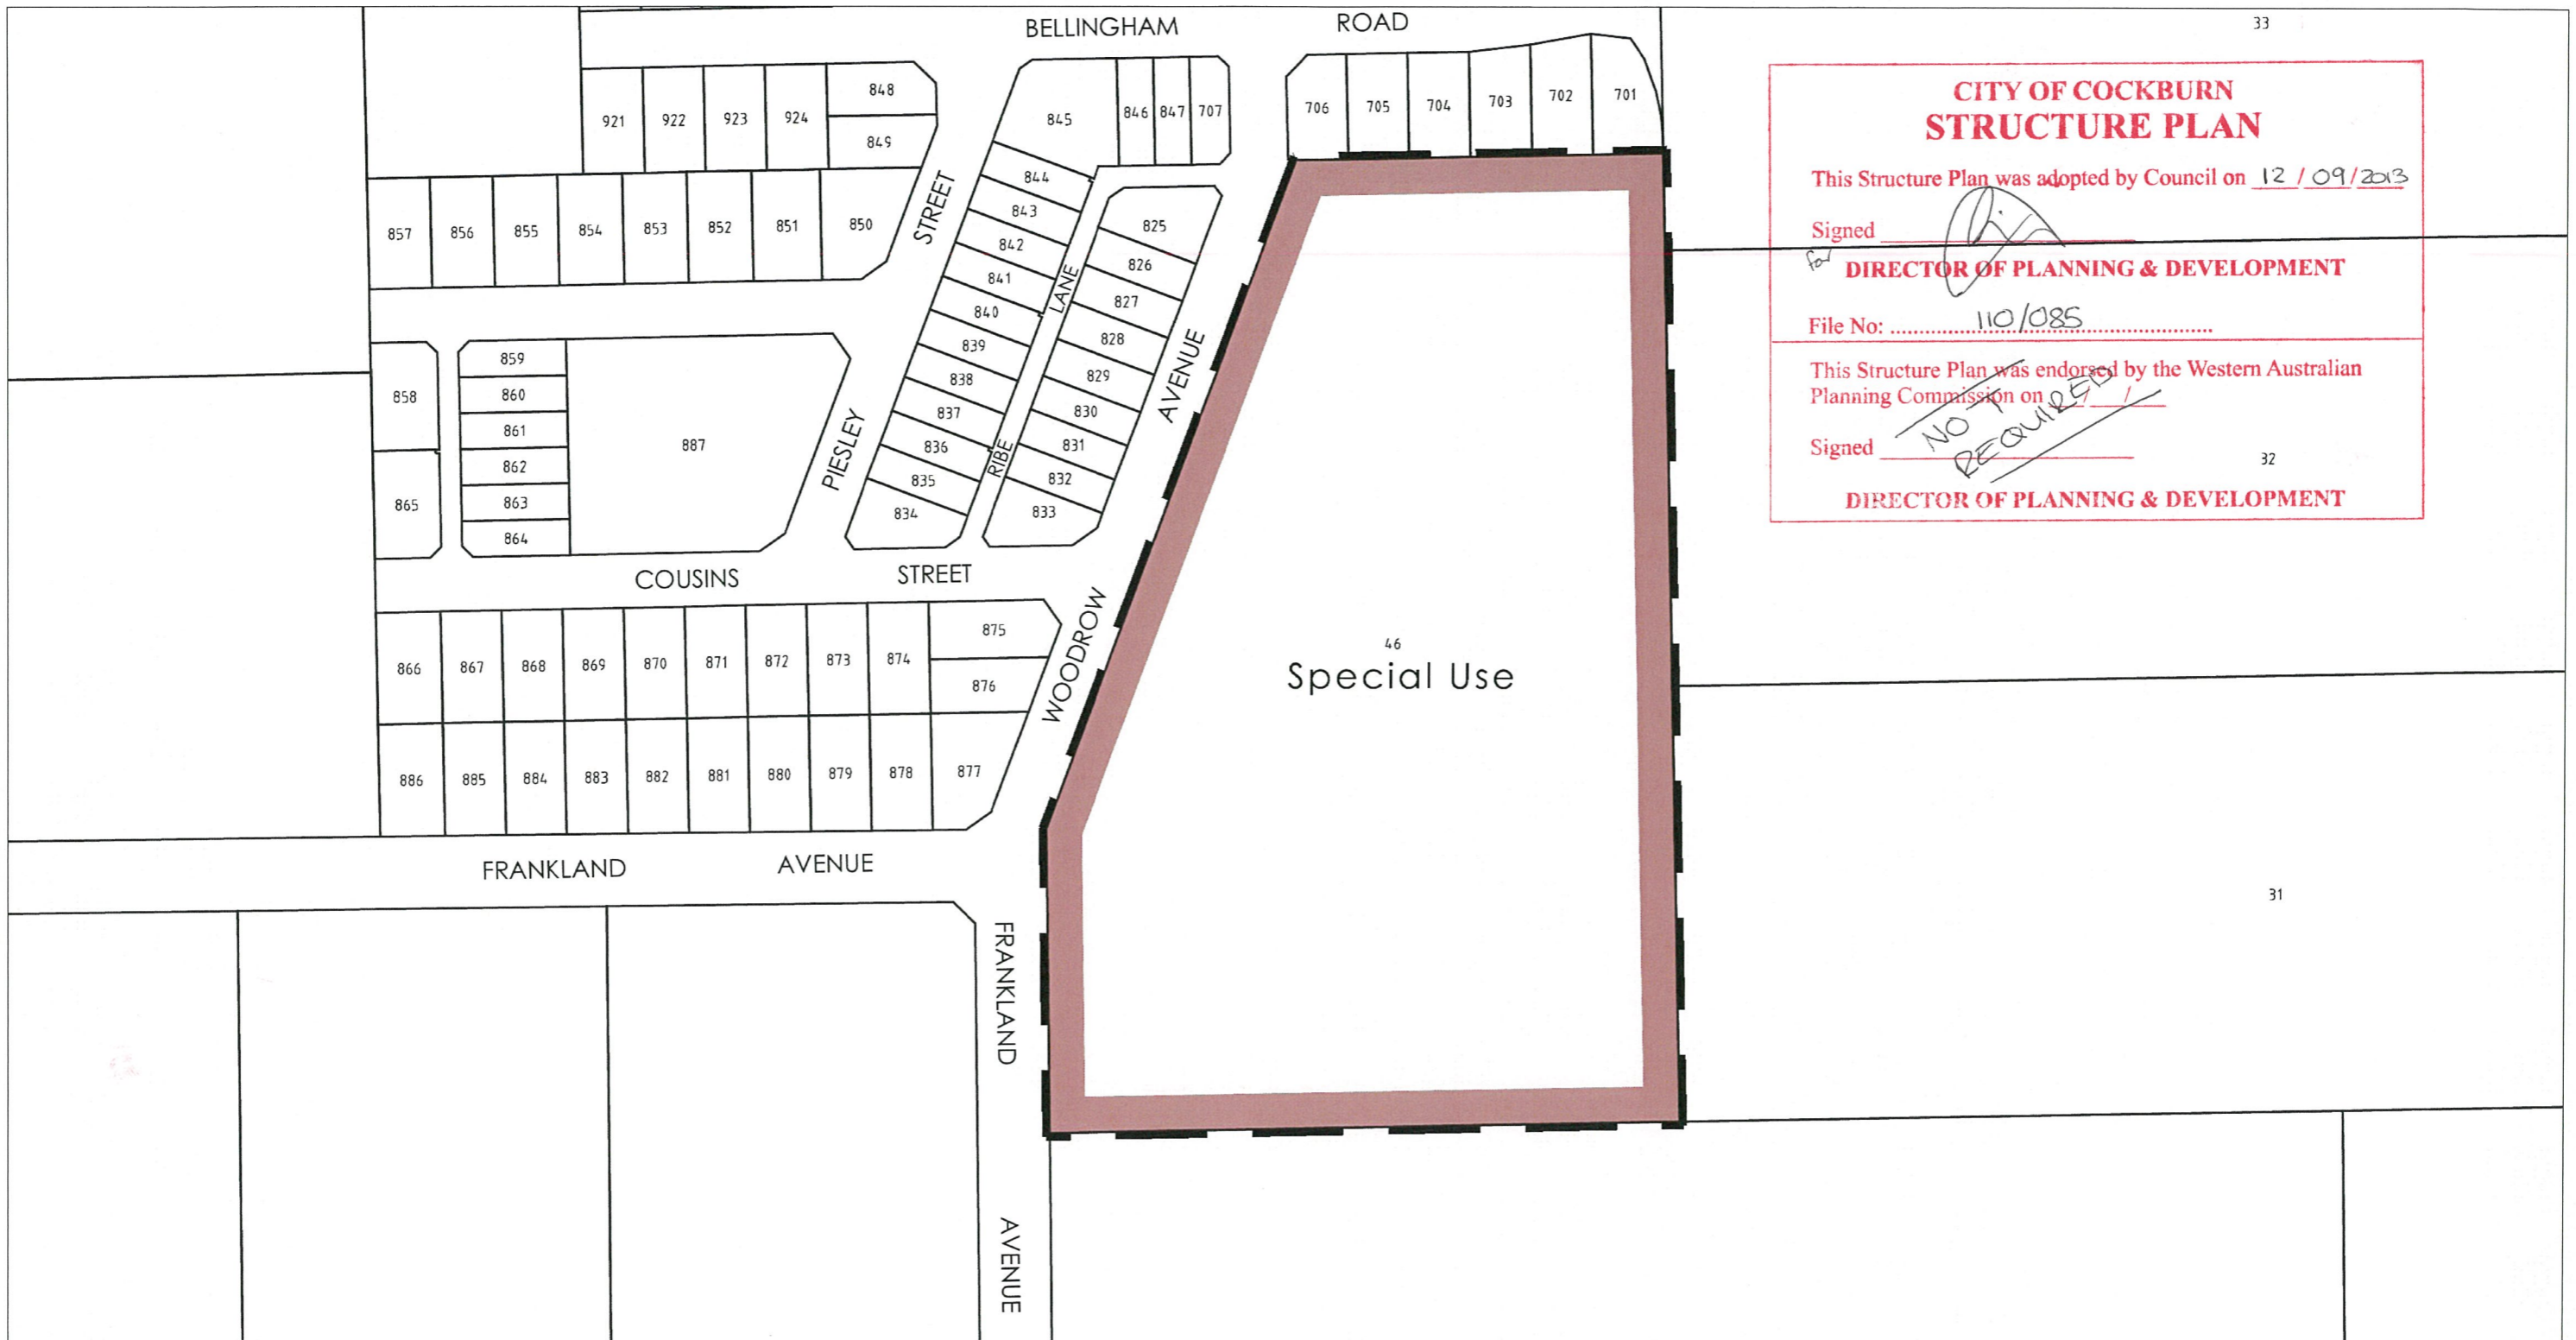 BELLINGHAM ROAD
33
921 922 923 924 848
849
845 846 847 707
706 705 704 703 702 701
857 856 855 854 853 852 851 850
STREET
844
843
842
841
840
839
838
837
836
835
834
LANE
RIBE
825
826
827
828
829
830
831
832
833
AVENUE
858
865
859
860
861
862
863
864
887
PIESLEY
COUSINS STREET
866 867 868 869 870 871 872 873 874 875
876
WOODROW
886 885 884 883 882 881 880 879 878 877
FRANKLAND AVENUE
FRANKLAND
AVENUE
46
Special Use
CITY OF COCKBURN
STRUCTURE PLAN
This Structure Plan was adopted by Council on 12 / 09/2013
Signed
for DIRECTOR OF PLANNING & DEVELOPMENT
File No: 110/085
This Structure Plan was endorsed by the Western Australian
Planning Commission on / /
NOT
REQUIRED
Signed
32
DIRECTOR OF PLANNING & DEVELOPMENT
31